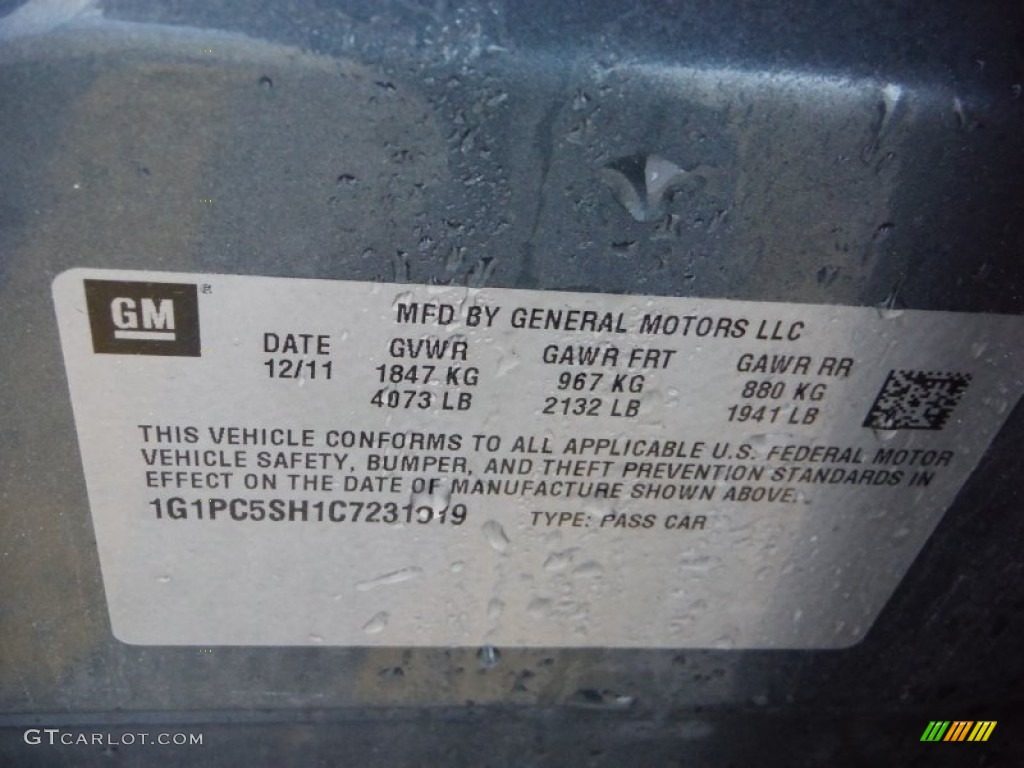 GM®
MFD BY GENERAL MOTORS LLC
DATE GVWR GAWR FRT GAWR RR
12/11 1847 KG 967 KG 880 KG
4073 LB 2132 LB 1941 LB
THIS VEHICLE CONFORMS TO ALL APPLICABLE U.S. FEDERAL MOTOR
VEHICLE SAFETY, BUMPER, AND THEFT PREVENTION STANDARDS IN
EFFECT ON THE DATE OF MANUFACTURE SHOWN ABOVE.
1G1PC5SH1C7231919 TYPE: PASS CAR
GTCARLOT.COM